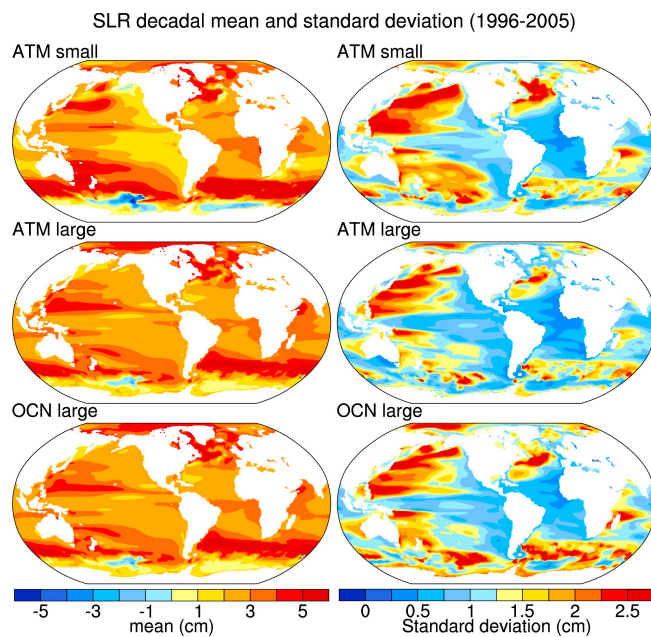 SLR decadal mean and standard deviation (1996-2005)
ATM small
ATM small
ATM large
ATM large
OCN large
OCN large
-5 -3 -1 1 3 5
0 0.5 1 1.5 2 2.5
mean (cm)
Standard deviation (cm)